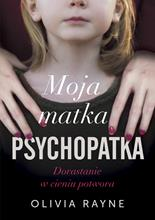 Moja
matka
PSYCHOPATKA
Dorastanie
w cieniu potwora
OLIVIA RAYNE